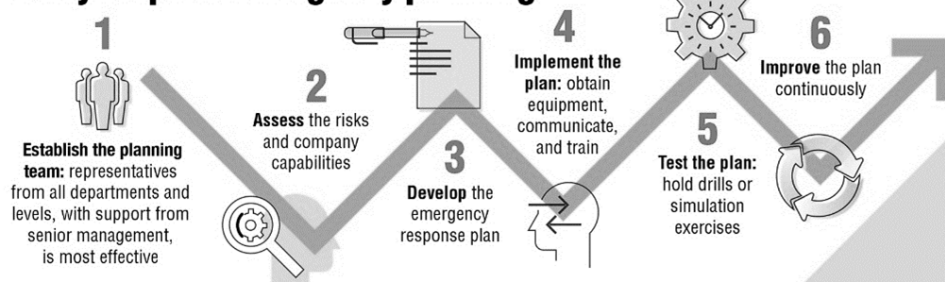 1
Establish the planning
team: representatives
from all departments and
levels, with support from
senior management,
is most effective
2
Assess the risks
and company
capabilities
3
Develop the
emergency
response plan
4
Implement the
plan: obtain
equipment,
communicate,
and train
5
Test the plan:
hold drills or
simulation
exercises
6
Improve the plan
continuously